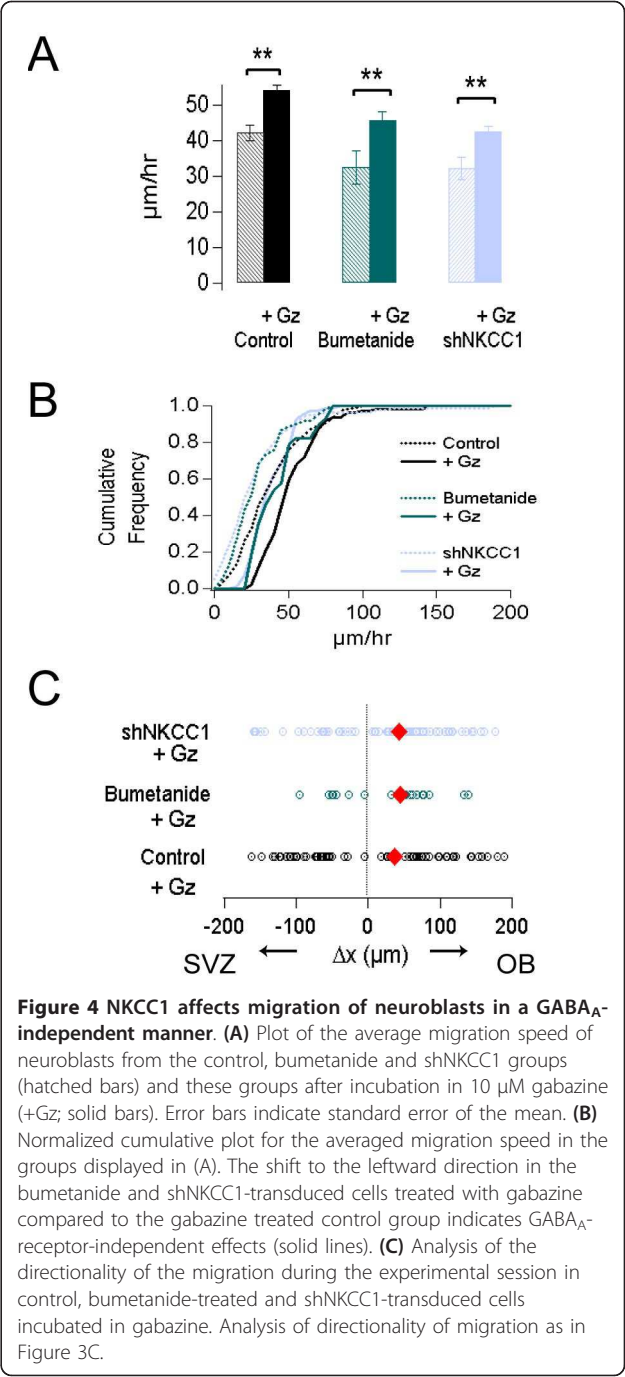 A
**
**
**
µm/hr
50
40
30
20
10
0
+ Gz
+ Gz
+ Gz
Control
Bumetanide
shNKCC1
B
Cumulative
Frequency
1.0
0.8
0.6
0.4
0.2
0.0
Control
+ Gz
Bumetanide
+ Gz
shNKCC1
+ Gz
0
50
100
150
200
µm/hr
C
shNKCC1
+ Gz
Bumetanide
+ Gz
Control
+ Gz
-200
-100
0
100
200
SVZ
Δx (µm)
OB
Figure 4 NKCC1 affects migration of neuroblasts in a GABAA-
independent manner. (A) Plot of the average migration speed of
neuroblasts from the control, bumetanide and shNKCC1 groups
(hatched bars) and these groups after incubation in 10 μM gabazine
(+Gz; solid bars). Error bars indicate standard error of the mean. (B)
Normalized cumulative plot for the averaged migration speed in the
groups displayed in (A). The shift to the leftward direction in the
bumetanide and shNKCC1-transduced cells treated with gabazine
compared to the gabazine treated control group indicates GABAA-
receptor-independent effects (solid lines). (C) Analysis of the
directionality of the migration during the experimental session in
control, bumetanide-treated and shNKCC1-transduced cells
incubated in gabazine. Analysis of directionality of migration as in
Figure 3C.